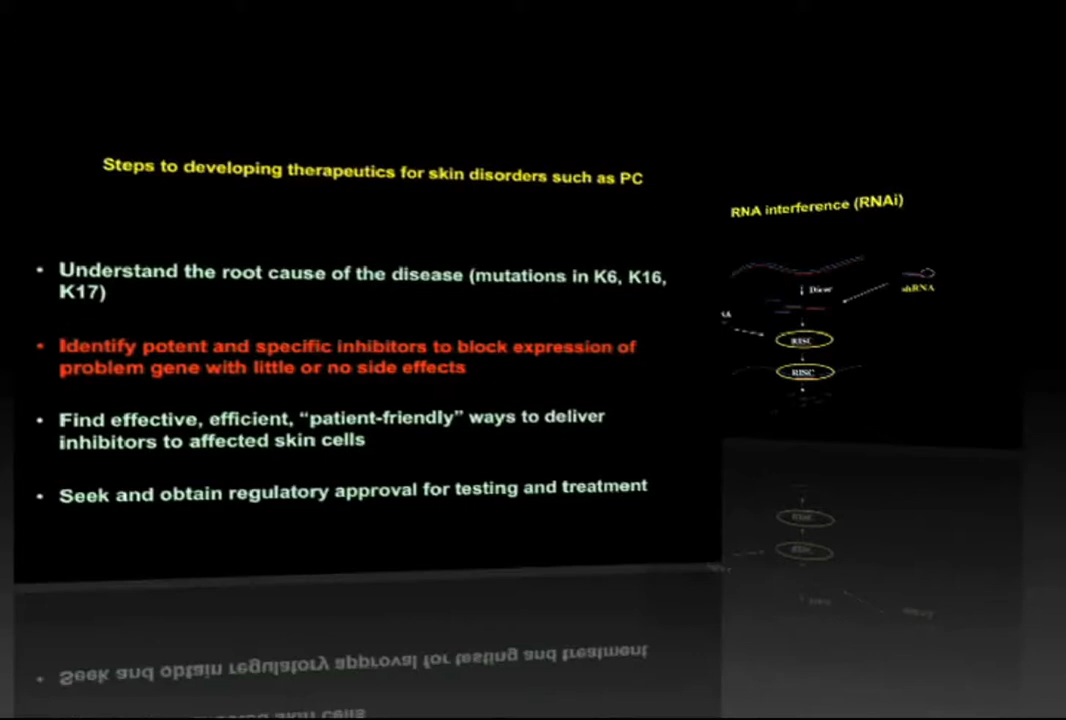 Steps to developing therapeutics for skin disorders such as PC
• Understand the root cause of the disease (mutations in K6, K16,
K17)
• Identify potent and specific inhibitors to block expression of
problem gene with little or no side effects
• Find effective, efficient, “patient-friendly” ways to deliver
inhibitors to affected skin cells
• Seek and obtain regulatory approval for testing and treatment
RNA interference (RNAi)
Dicer
shRNA
RISC
RISC